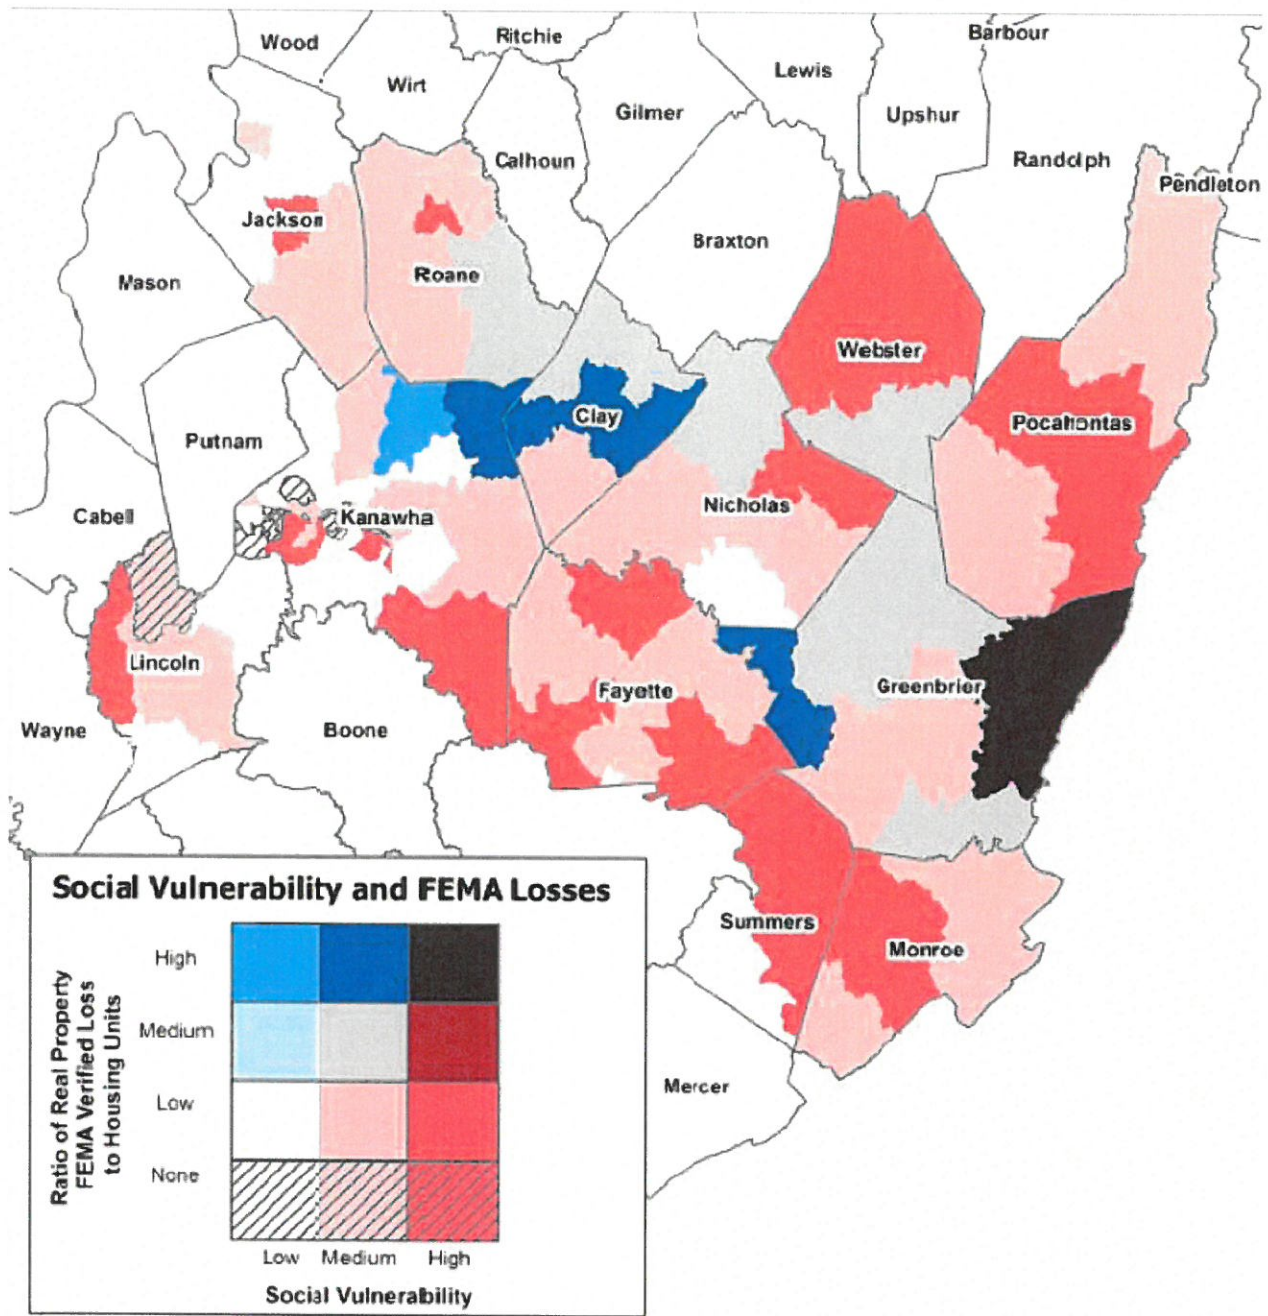 Wood
Ritchie
Barbour
Wirt
Lewis
Gilmer
Upshur
Calhoun
Randolph
Pendleton
Jackson
Braxton
Roane
Mason
Webster
Clay
Pocahontas
Putnam
Nicholas
Cabell
Kanawha
Lincoln
Greenbrier
Fayette
Wayne
Boone
Summers
Monroe
Mercer
Social Vulnerability and FEMA Losses
Ratio of Real Property
FEMA Verified Loss
to Housing Units
High
Medium
Low
None
Low Medium High
Social Vulnerability